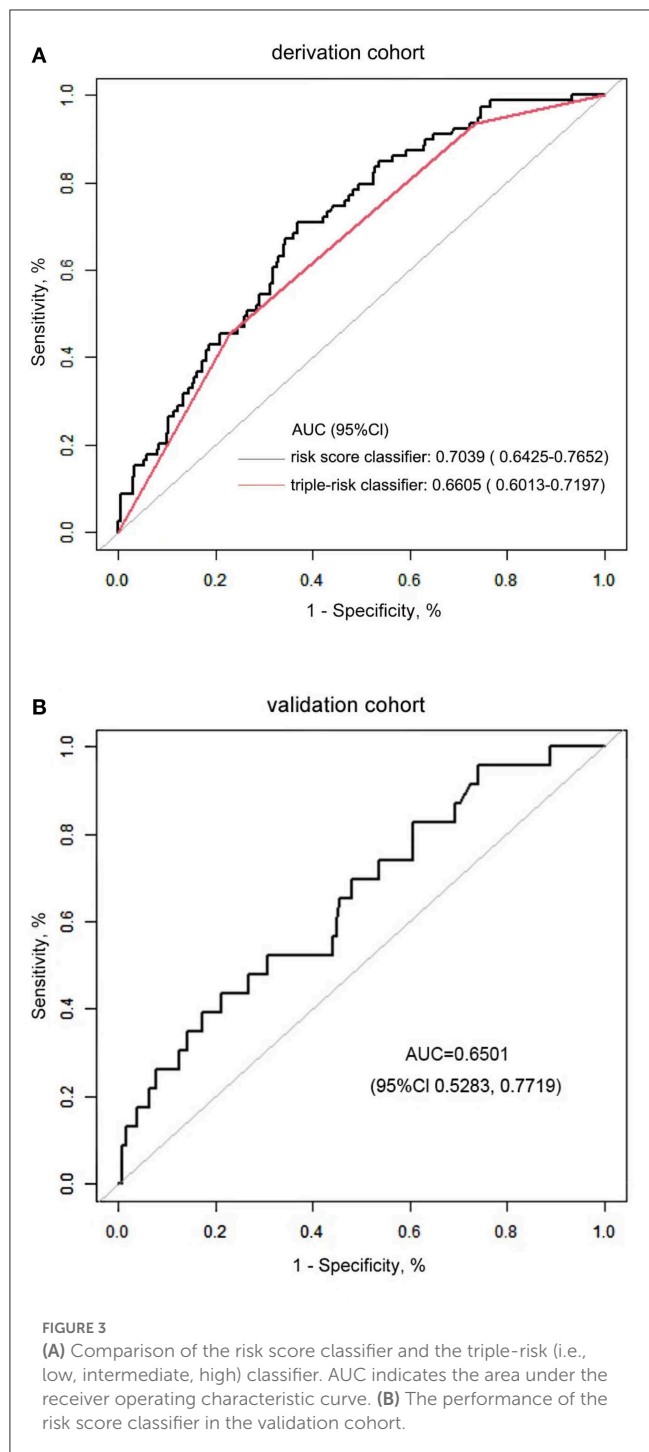 A
derivation cohort
1.0
0.8
0.6
0.4
0.2
0.0
Sensitivity, %
AUC (95%CI)
risk score classifier: 0.7039 ( 0.6425-0.7652)
triple-risk classifier: 0.6605 ( 0.6013-0.7197)
0.0 0.2 0.4 0.6 0.8 1.0
1 - Specificity, %
B
validation cohort
1.0
0.8
0.6
0.4
0.2
0.0
Sensitivity, %
AUC=0.6501
(95%CI 0.5283, 0.7719)
0.0 0.2 0.4 0.6 0.8 1.0
1 - Specificity, %
FIGURE 3
(A) Comparison of the risk score classifier and the triple-risk (i.e.,
low, intermediate, high) classifier. AUC indicates the area under the
receiver operating characteristic curve. (B) The performance of the
risk score classifier in the validation cohort.